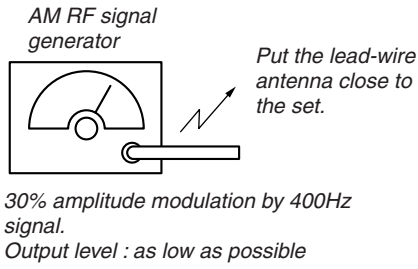 AM RF signal
generator
Put the lead-wire
antenna close to
the set.
30% amplitude modulation by 400Hz
signal.
Output level : as low as possible